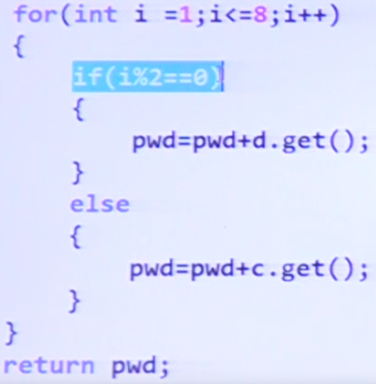 for(int i =1;i<=8;i++)
{
if(i%2==0)
{
pwd=pwd+d.get();
}
else
{
pwd=pwd+c.get();
}
}
return pwd;